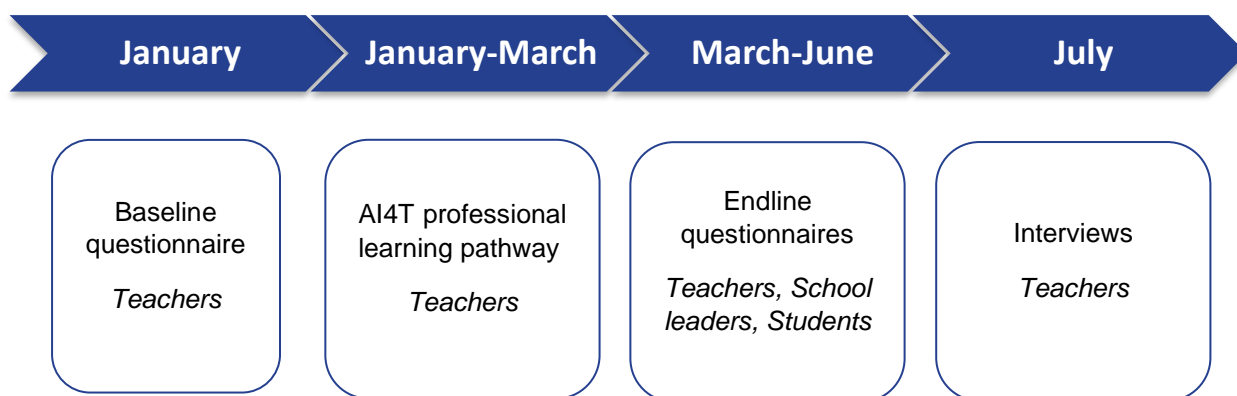 January
January-March
March-June
July
Baseline
questionnaire
Teachers
AI4T professional
learning pathway
Teachers
Endline
questionnaires
Teachers, School
leaders, Students
Interviews
Teachers